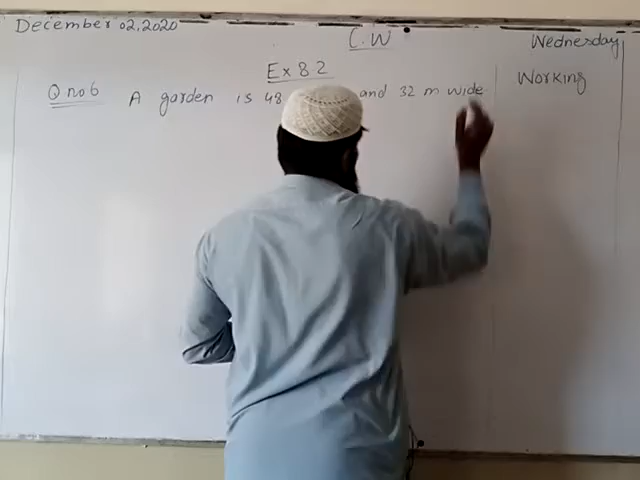 December 02,2020
C.W
Wednesday
Ex 8.2
Working
Q no 6 A garden is 48 and 32 m wide